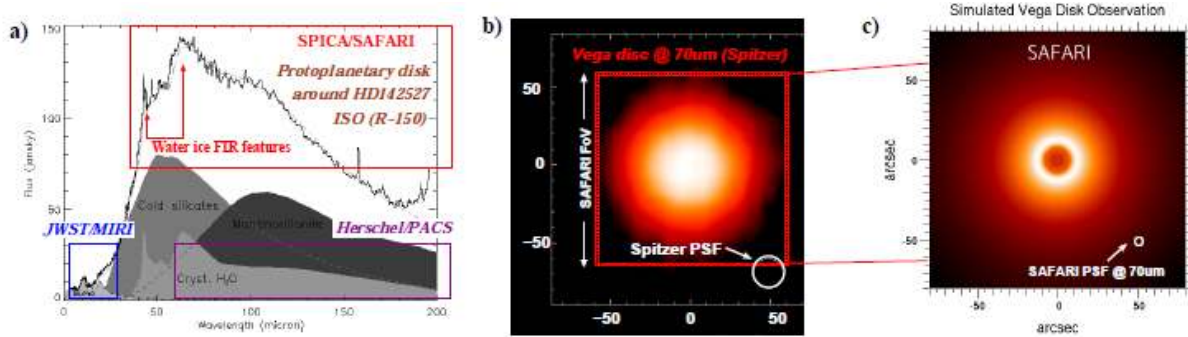 a)
150
100
50
0
Flux (jansky)
SPICA/SAFARI
Protoplanetary disk
around HD142527
ISO (R~150)
Water ice FIR features
Cold silicates
Montmorillonite
JWST/MIRI
Herschel/PACS
Cryst. H₂O
0 50 100 150 200
Wavelength (micron)
b)
Vega disc @ 70um (Spitzer)
50
0
−50
SAFARI FoV
Spitzer PSF
−50 0 50
c)
Simulated Vega Disk Observation
SAFARI
50
0
-50
arcsec
SAFARI PSF @ 70um
-50 0 50
arcsec